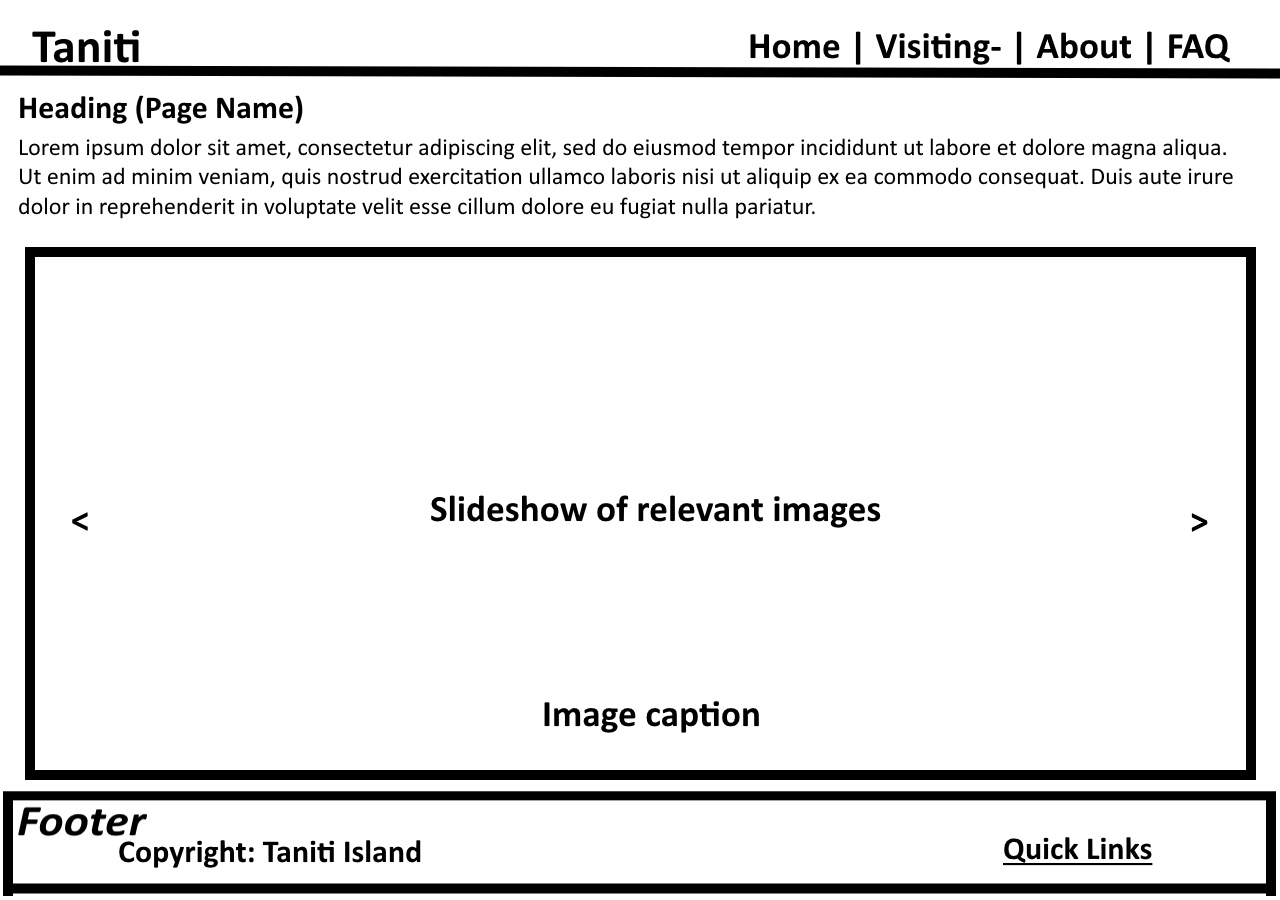 Taniti
Home | Visiting- | About | FAQ
Heading (Page Name)
Lorem ipsum dolor sit amet, consectetur adipiscing elit, sed do eiusmod tempor incididunt ut labore et dolore magna aliqua.
Ut enim ad minim veniam, quis nostrud exercitation ullamco laboris nisi ut aliquip ex ea commodo consequat. Duis aute irure
dolor in reprehenderit in voluptate velit esse cillum dolore eu fugiat nulla pariatur.
Slideshow of relevant images
< >
Image caption
Footer
Copyright: Taniti Island
Quick Links